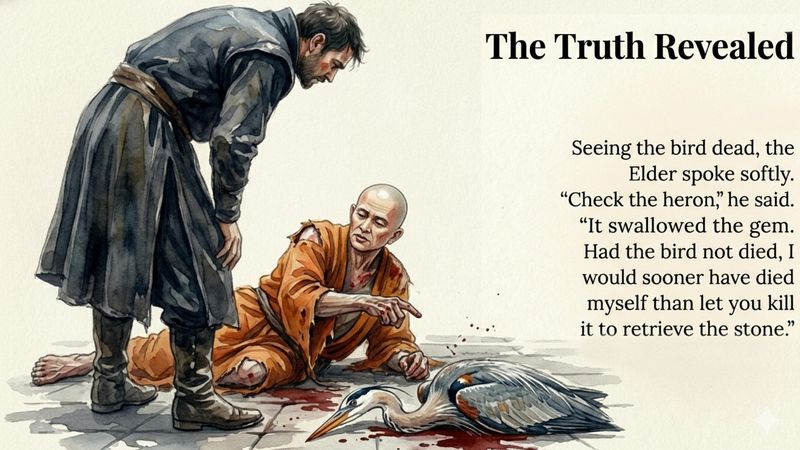 The Truth Revealed
Seeing the bird dead, the
Elder spoke softly.
“Check the heron,” he said.
“It swallowed the gem.
Had the bird not died, I
would sooner have died
myself than let you kill
it to retrieve the stone.”